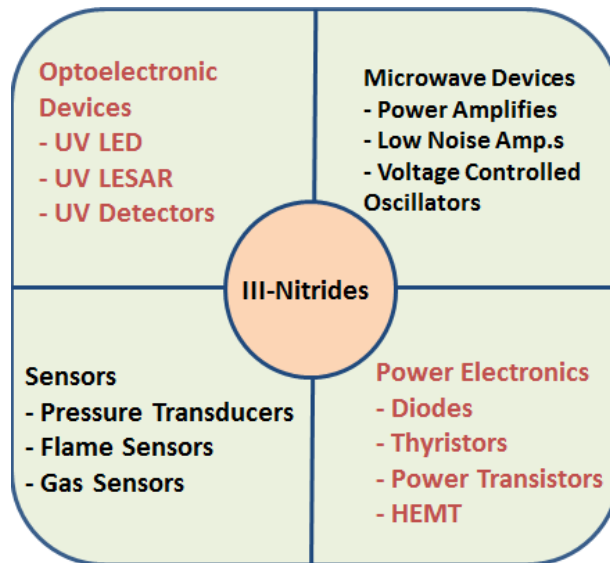 Optoelectronic
Devices
- UV LED
- UV LESAR
- UV Detectors
Microwave Devices
- Power Amplifies
- Low Noise Amp.s
- Voltage Controlled
Oscillators
III-Nitrides
Sensors
- Pressure Transducers
- Flame Sensors
- Gas Sensors
Power Electronics
- Diodes
- Thyristors
- Power Transistors
- HEMT